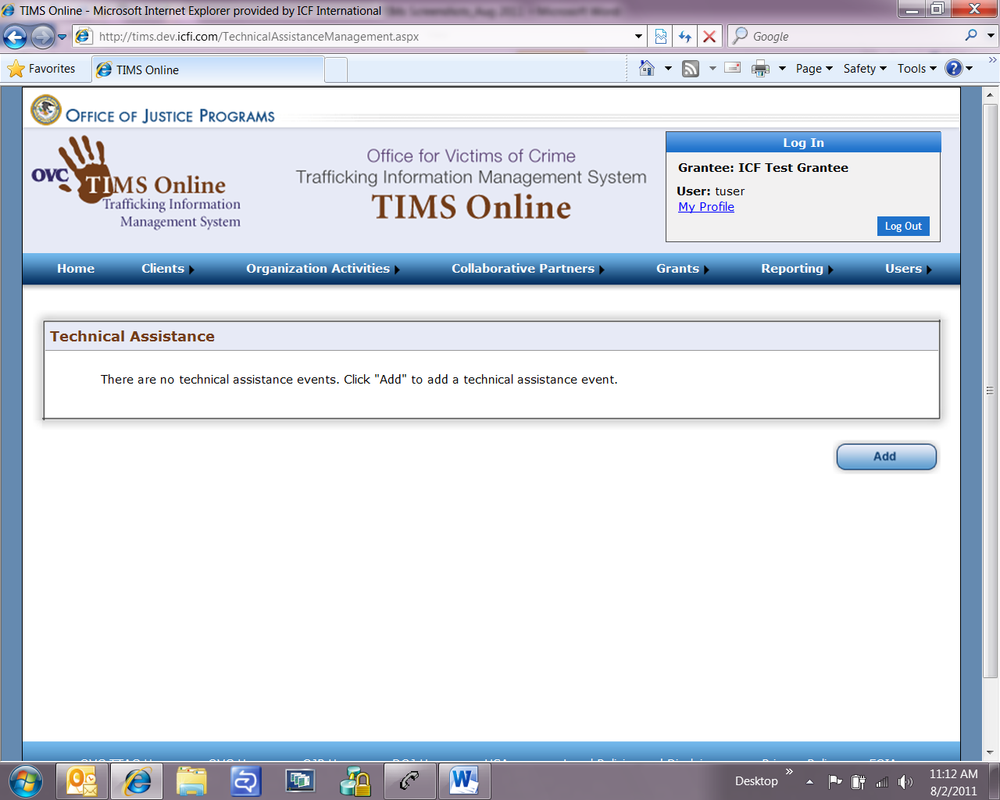 TIMS Online - Microsoft Internet Explorer provided by ICF International
http://tims.dev.icfi.com/TechnicalAssistanceManagement.aspx
Google
Favorites
TIMS Online
Page
Safety
Tools
OFFICE OF JUSTICE PROGRAMS
OVC
TIMS Online
Trafficking Information
Management System
Office for Victims of Crime
Trafficking Information Management System
TIMS Online
Log In
Grantee: ICF Test Grantee
User: tuser
My Profile
Log Out
Home
Clients
Organization Activities
Collaborative Partners
Grants
Reporting
Users
Technical Assistance
There are no technical assistance events. Click "Add" to add a technical assistance event.
Add
Desktop
11:12 AM
8/2/2011